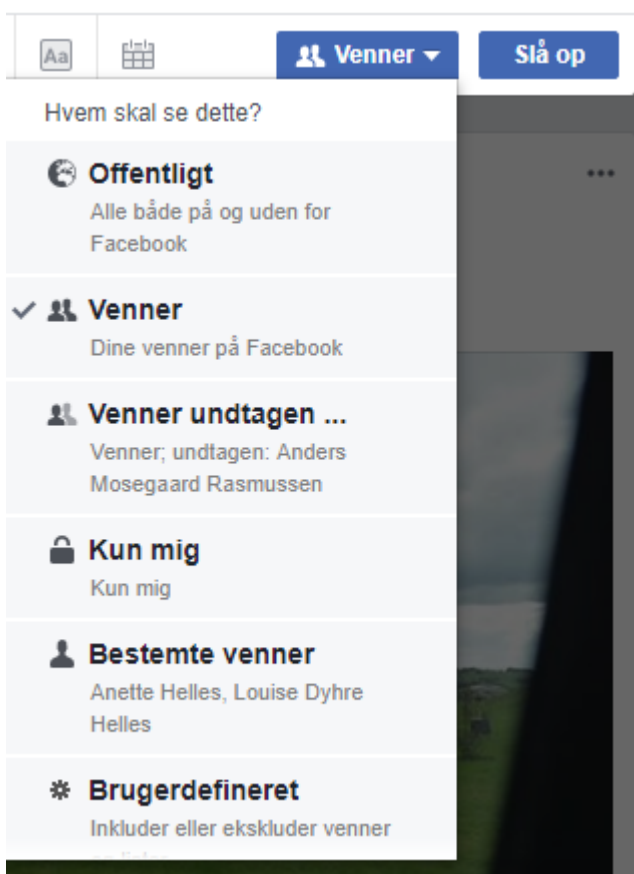 Aa
Venner
Slå op
Hvem skal se dette?
Offentligt
Alle både på og uden for
Facebook
Venner
Dine venner på Facebook
Venner undtagen ...
Venner; undtagen: Anders
Mosegaard Rasmussen
Kun mig
Kun mig
Bestemte venner
Anette Helles, Louise Dyhre
Helles
Brugerdefineret
Inkluder eller ekskluder venner